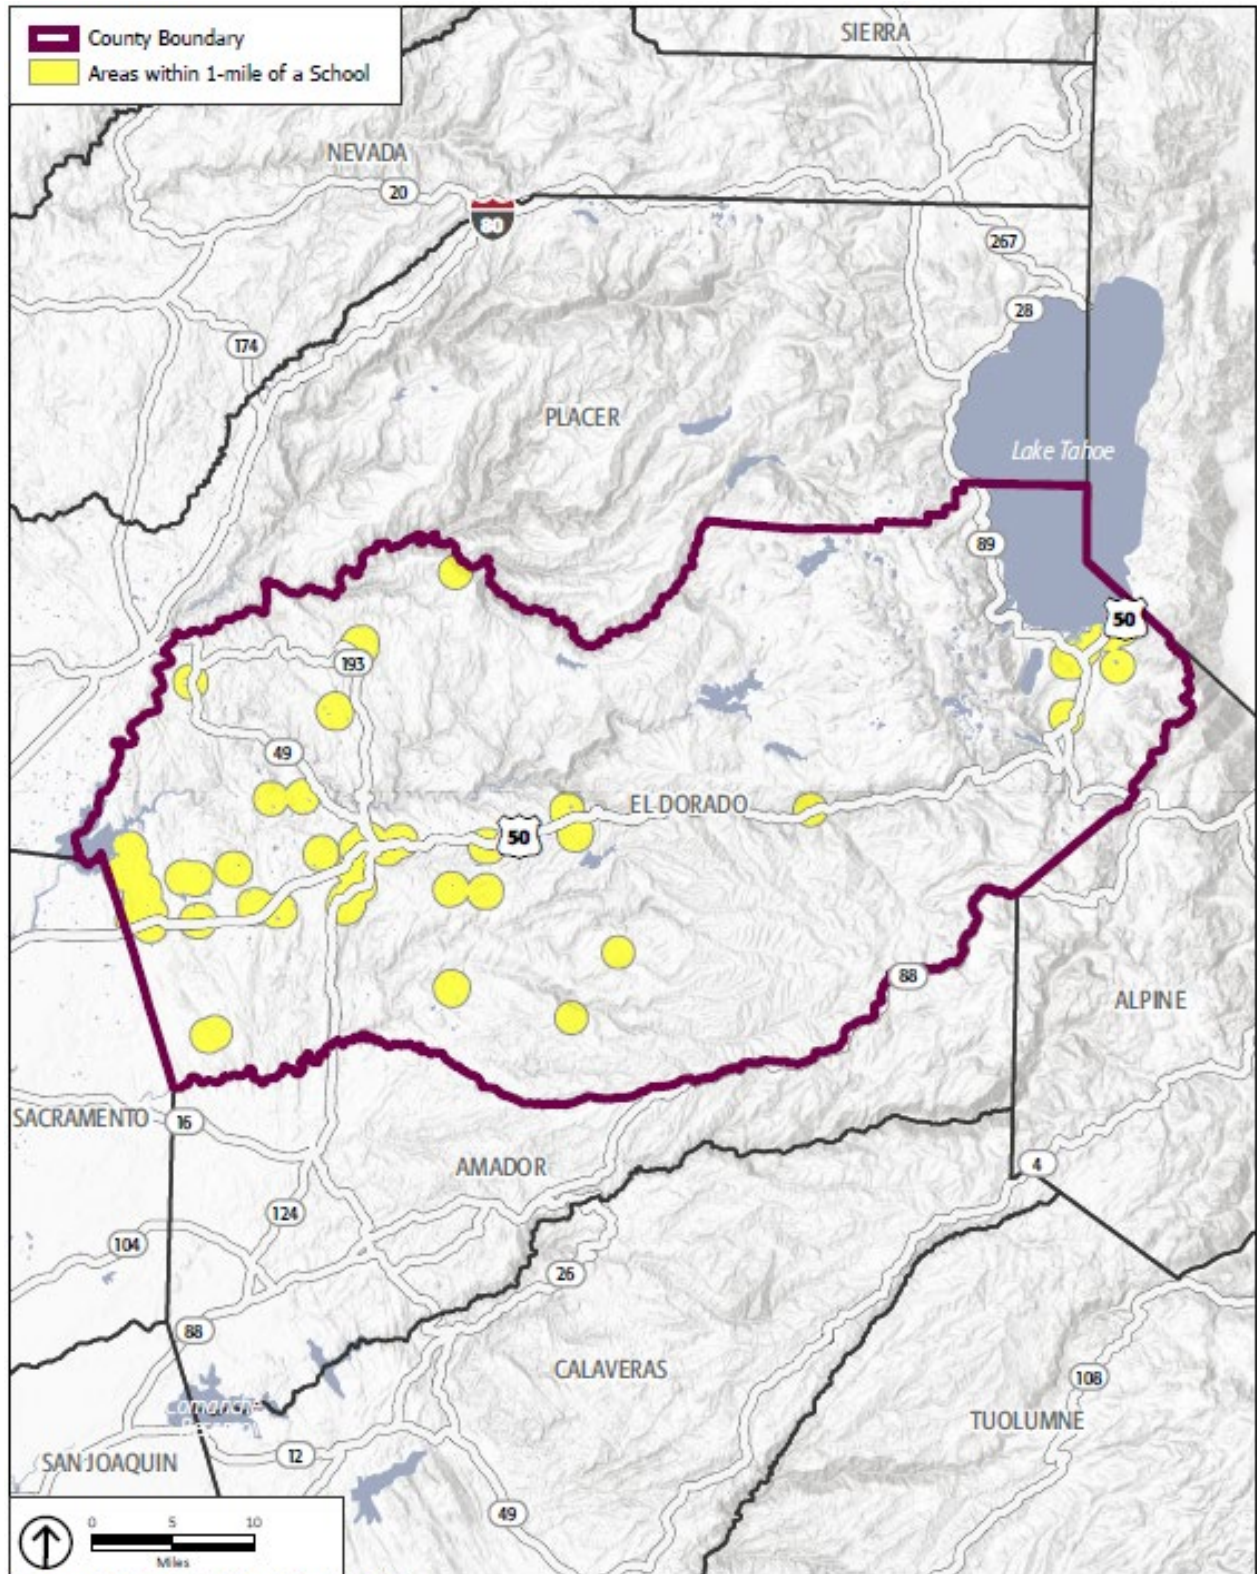 County Boundary
Areas within 1-mile of a School
SIERRA
NEVADA
20
80
267
28
174
PLACER
Lake Tahoe
89
50
193
49
EL DORADO
50
88
ALPINE
SACRAMENTO
16
AMADOR
4
124
104
26
88
CALAVERAS
108
Comanche
TUOLUMNE
12
SAN JOAQUIN
49
0 5 10
Miles